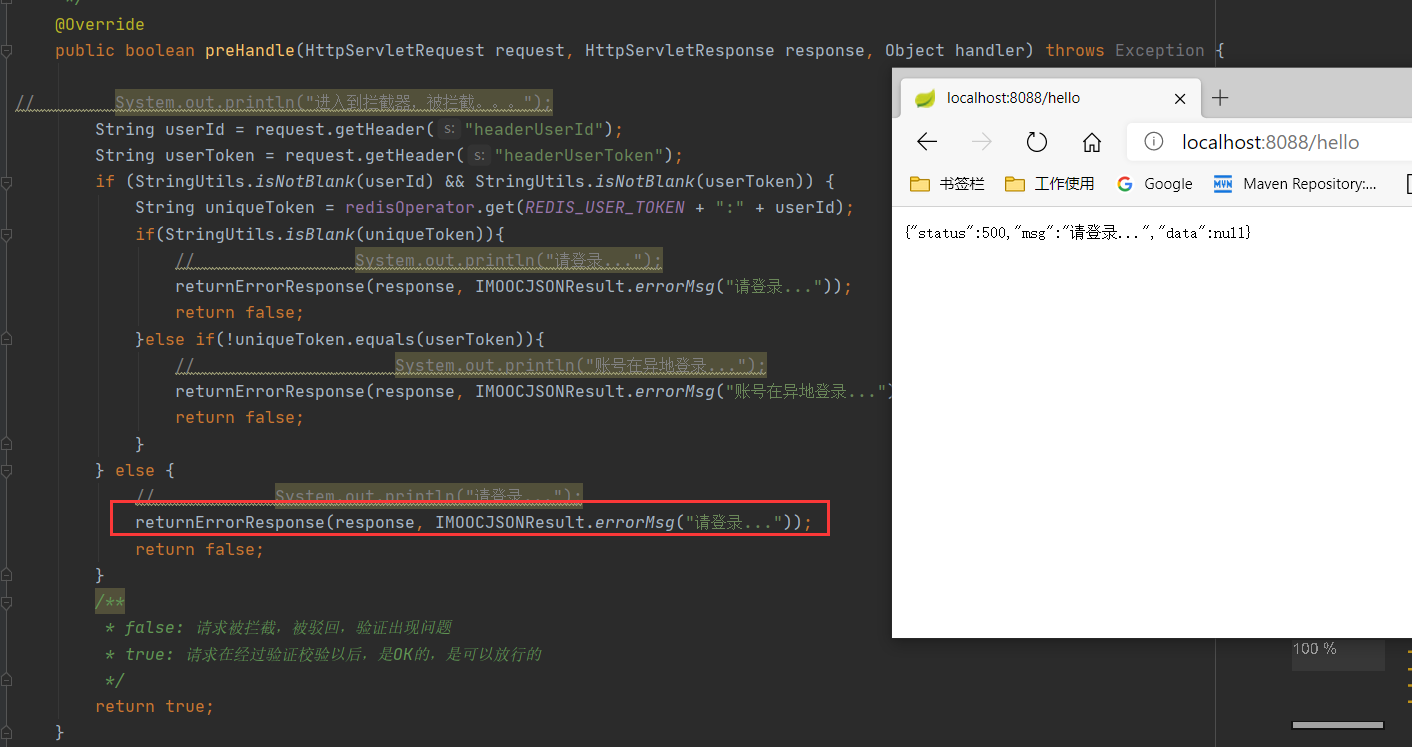 */
@Override
public boolean preHandle(HttpServletRequest request, HttpServletResponse response, Object handler) throws Exception {
// System.out.println("进入到拦截器，被拦截。。。");
String userId = request.getHeader( s: "headerUserId");
String userToken = request.getHeader( s: "headerUserToken");
if (StringUtils.isNotBlank(userId) && StringUtils.isNotBlank(userToken)) {
String uniqueToken = redisOperator.get(REDIS_USER_TOKEN + ":" + userId);
if(StringUtils.isBlank(uniqueToken)){
// System.out.println("请登录...");
returnErrorResponse(response, IMOOCJSONResult.errorMsg("请登录..."));
return false;
}else if(!uniqueToken.equals(userToken)){
// System.out.println("账号在异地登录...");
returnErrorResponse(response, IMOOCJSONResult.errorMsg("账号在异地登录...")
return false;
}
} else {
// System.out.println("请登录...");
returnErrorResponse(response, IMOOCJSONResult.errorMsg("请登录..."));
return false;
}
/**
* false: 请求被拦截，被驳回，验证出现问题
* true: 请求在经过验证校验以后，是OK的，是可以放行的
*/
return true;
}
localhost:8088/hello
localhost:8088/hello
书签栏 工作使用 Google MVN Maven Repository:...
{"status":500,"msg":"请登录...","data":null}
100 %